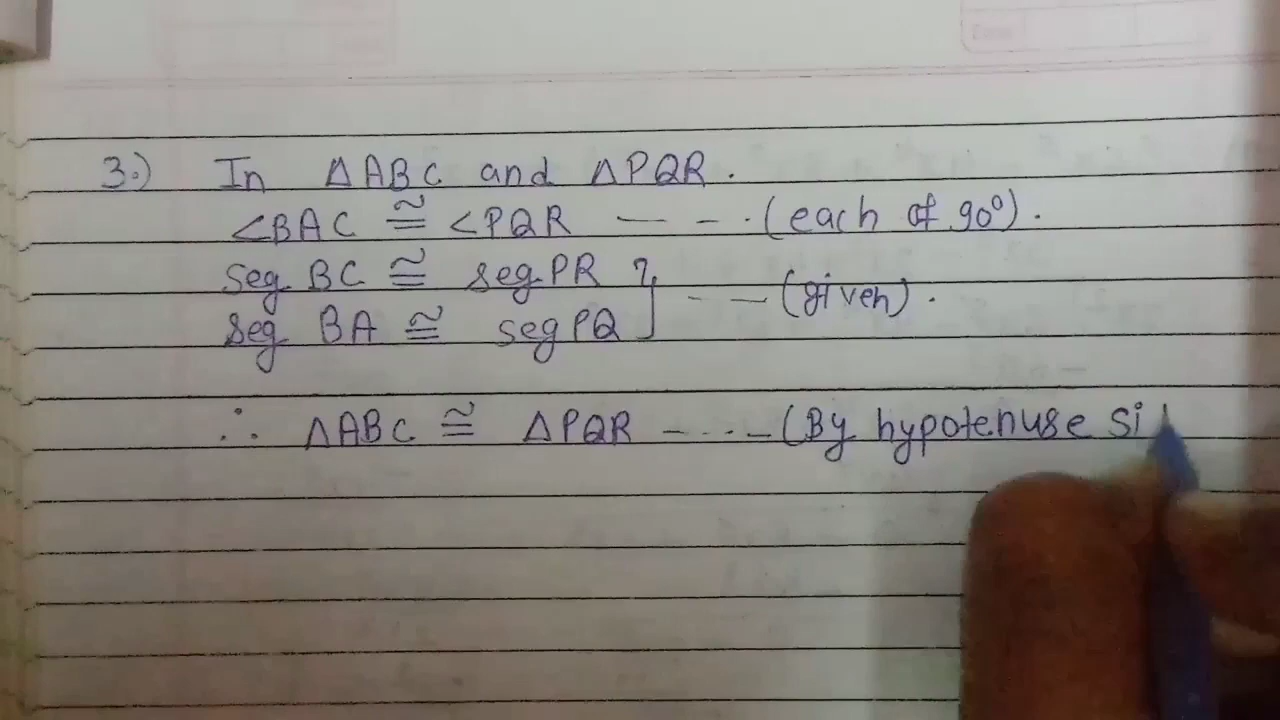 3.) In △ABC and △PQR.
∠BAC ≅ ∠PQR — - - . (each of 90°).
seg BC ≅ seg PR
seg BA ≅ seg PQ } - - — (given).
∴ △ABC ≅ △PQR - - - - (By hypotenuse si